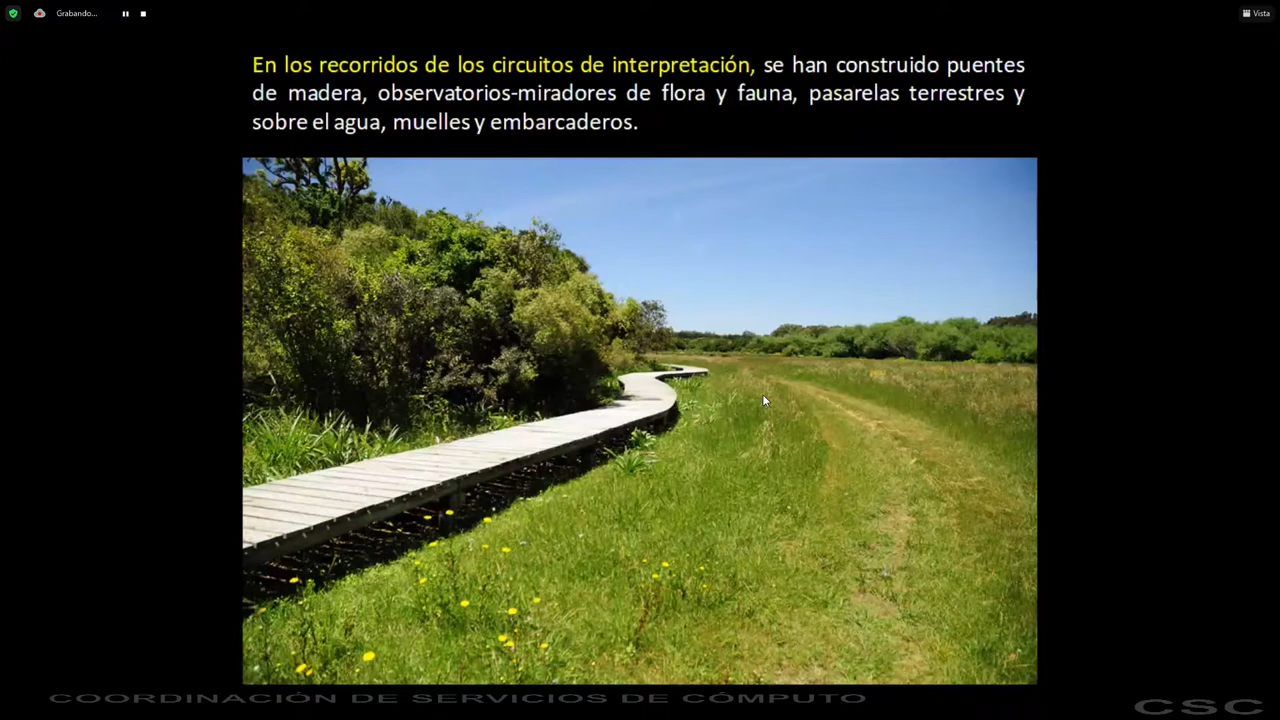 Grabando...
Vista
En los recorridos de los circuitos de interpretación, se han construido puentes
de madera, observatorios-miradores de flora y fauna, pasarelas terrestres y
sobre el agua, muelles y embarcaderos.
COORDINACIÓN DE SERVICIOS DE CÓMPUTO
CSC